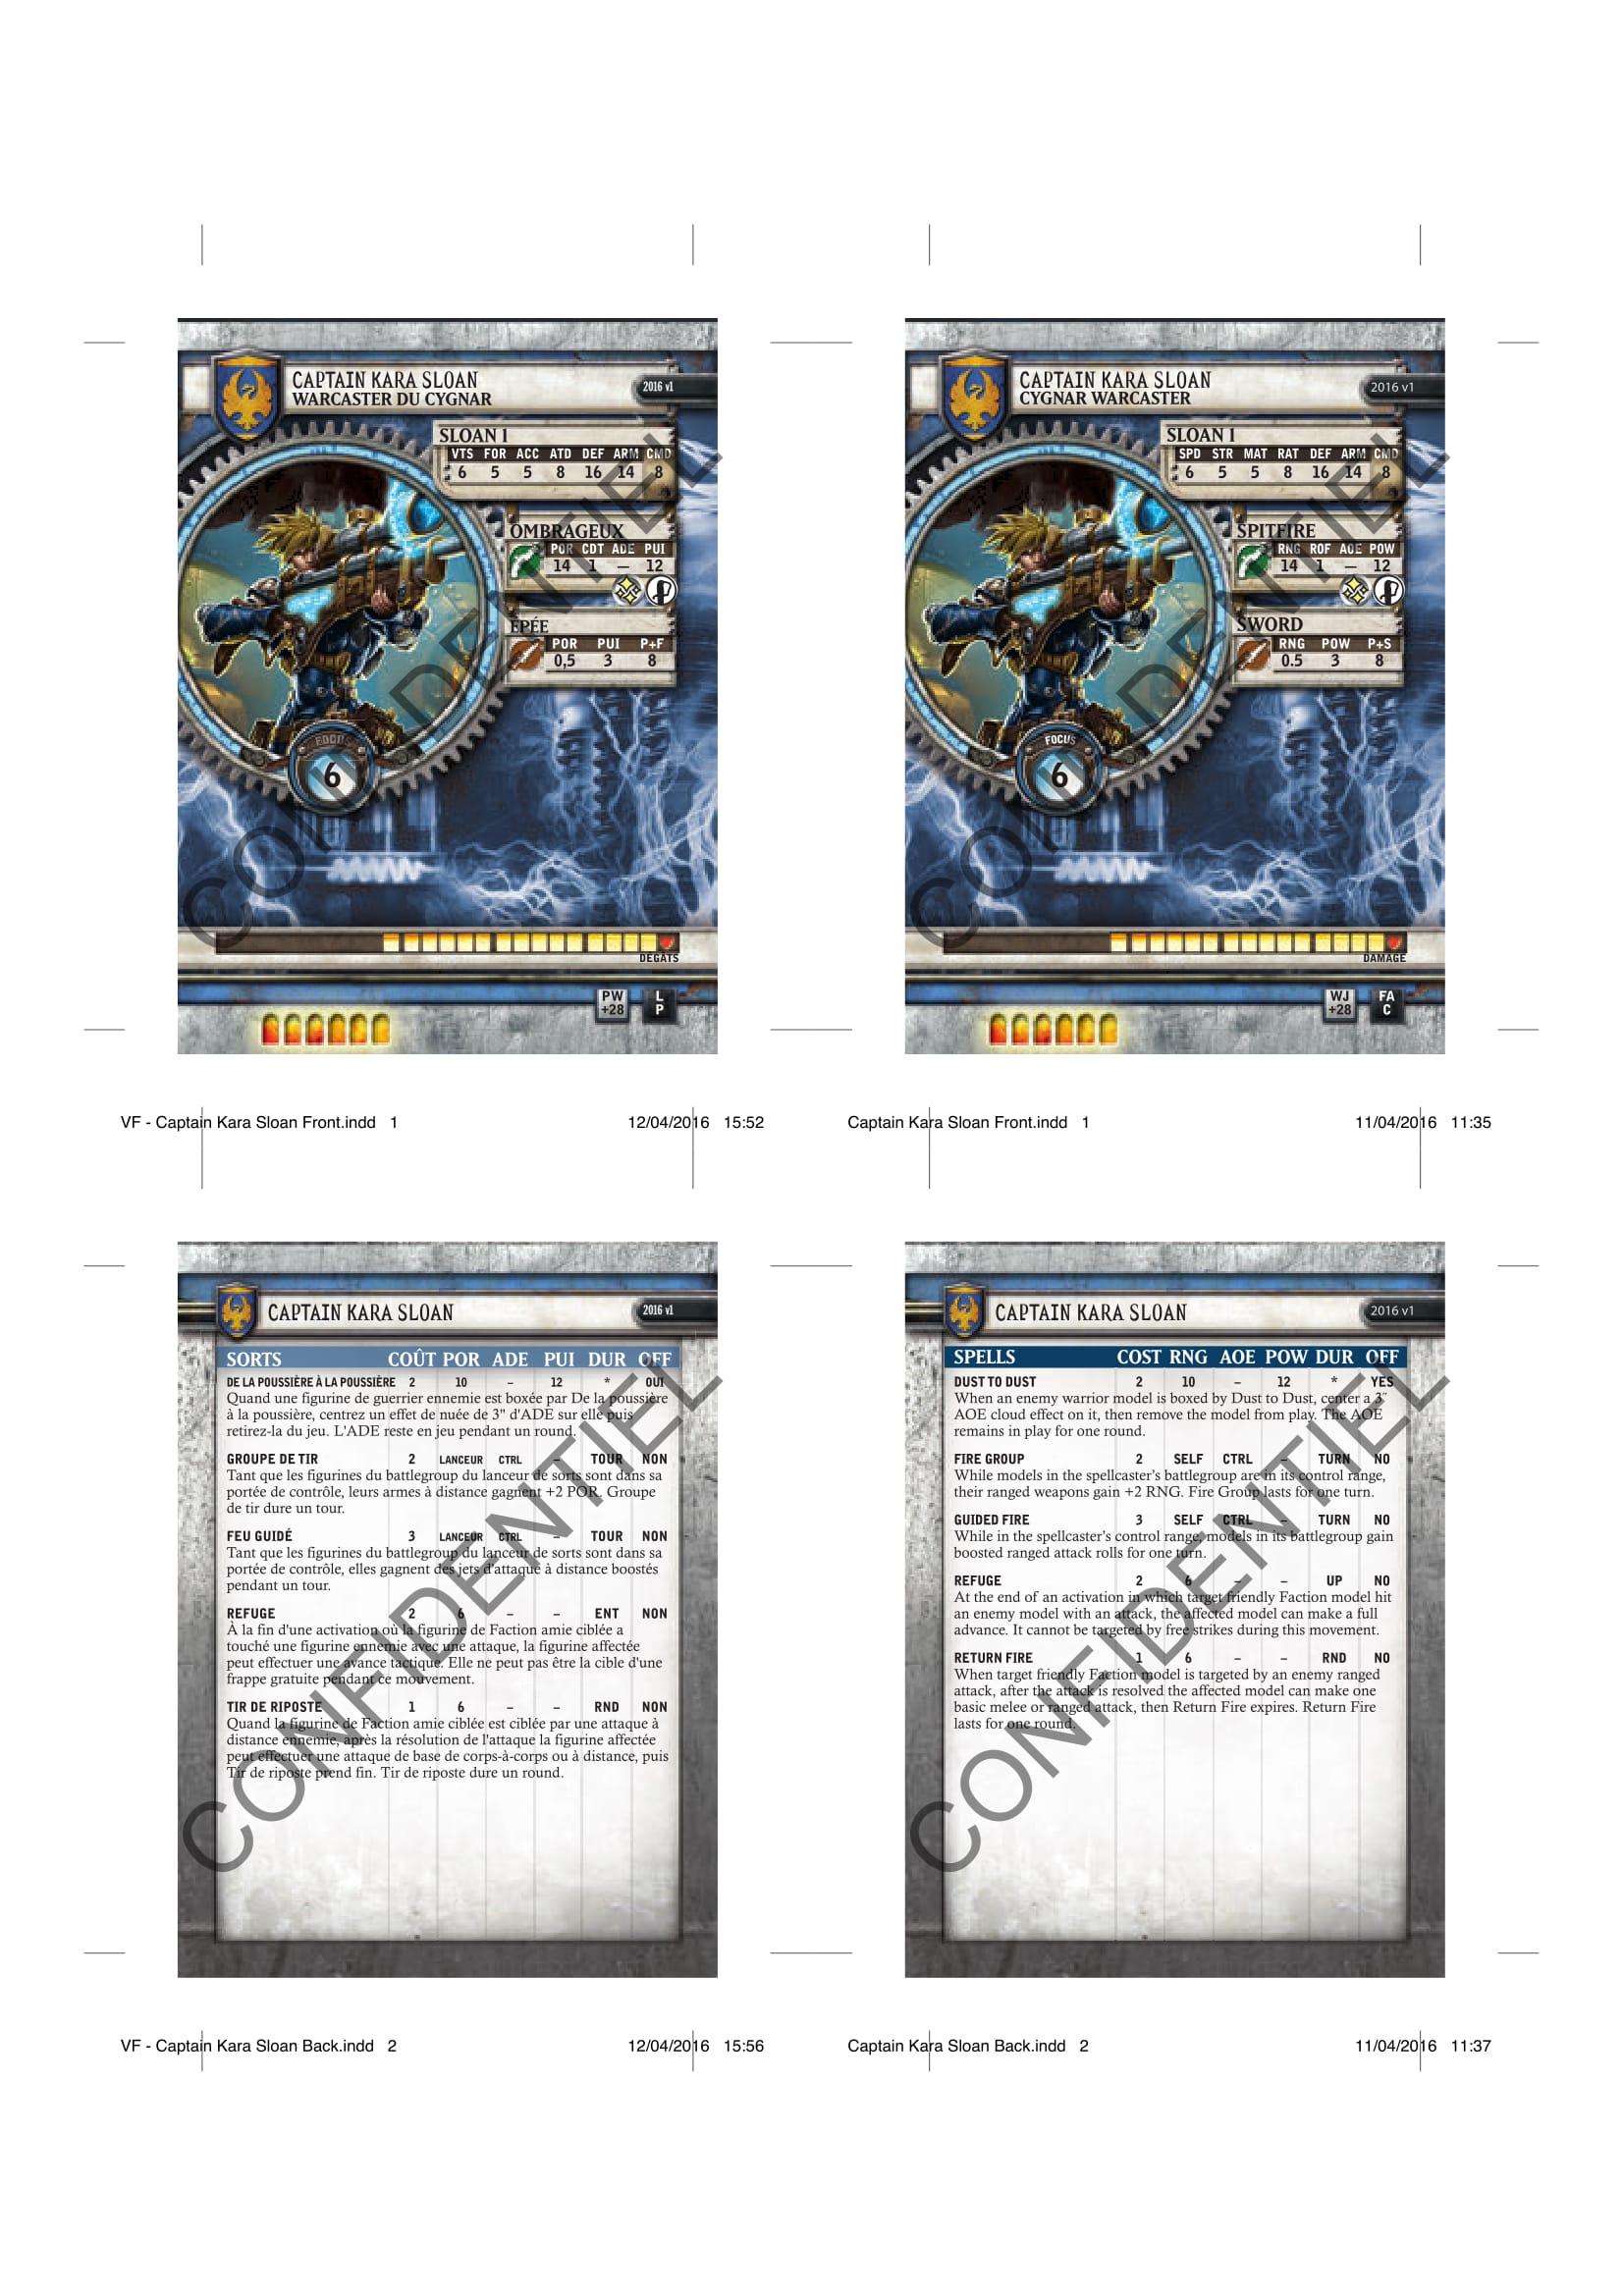 CAPTAIN KARA SLOAN
WARCASTER DU CYGNAR
2016 v1
SLOAN 1
VTS FOR ACC ATD DEF ARM CMD
6 5 5 8 16 14 8
OMBRAGEUX
POR CDT ADE PUI
14 1 — 12
ÉPÉE
POR PUI P+F
0,5 3 8
FOCUS
6
DÉGÂTS
PW
+28
L
P
CONFIDENTIEL
VF - Captain Kara Sloan Front.indd 1
12/04/2016 15:52
CAPTAIN KARA SLOAN
CYGNAR WARCASTER
2016 v1
SLOAN 1
SPD STR MAT RAT DEF ARM CMD
6 5 5 8 16 14 8
SPITFIRE
RNG ROF AOE POW
14 1 — 12
SWORD
RNG POW P+S
0.5 3 8
FOCUS
6
DAMAGE
WJ
+28
FA
C
CONFIDENTIEL
Captain Kara Sloan Front.indd 1
11/04/2016 11:35
CAPTAIN KARA SLOAN
2016 v1
SORTS COÛT POR ADE PUI DUR OFF
DE LA POUSSIÈRE À LA POUSSIÈRE 2 10 – 12 * OUI
Quand une figurine de guerrier ennemie est boxée par De la poussière
à la poussière, centrez un effet de nuée de 3" d'ADE sur elle puis
retirez-la du jeu. L'ADE reste en jeu pendant un round.
GROUPE DE TIR 2 LANCEUR CTRL – TOUR NON
Tant que les figurines du battlegroup du lanceur de sorts sont dans sa
portée de contrôle, leurs armes à distance gagnent +2 POR. Groupe
de tir dure un tour.
FEU GUIDÉ 3 LANCEUR CTRL – TOUR NON
Tant que les figurines du battlegroup du lanceur de sorts sont dans sa
portée de contrôle, elles gagnent des jets d'attaque à distance boostés
pendant un tour.
REFUGE 2 6 – – ENT NON
À la fin d'une activation où la figurine de Faction amie ciblée a
touché une figurine ennemie avec une attaque, la figurine affectée
peut effectuer une avance tactique. Elle ne peut pas être la cible d'une
frappe gratuite pendant ce mouvement.
TIR DE RIPOSTE 1 6 – – RND NON
Quand la figurine de Faction amie ciblée est ciblée par une attaque à
distance ennemie, après la résolution de l'attaque la figurine affectée
peut effectuer une attaque de base de corps-à-corps ou à distance, puis
Tir de riposte prend fin. Tir de riposte dure un round.
CONFIDENTIEL
VF - Captain Kara Sloan Back.indd 2
12/04/2016 15:56
CAPTAIN KARA SLOAN
2016 v1
SPELLS COST RNG AOE POW DUR OFF
DUST TO DUST 2 10 – 12 * YES
When an enemy warrior model is boxed by Dust to Dust, center a 3˝
AOE cloud effect on it, then remove the model from play. The AOE
remains in play for one round.
FIRE GROUP 2 SELF CTRL – TURN NO
While models in the spellcaster's battlegroup are in its control range,
their ranged weapons gain +2 RNG. Fire Group lasts for one turn.
GUIDED FIRE 3 SELF CTRL – TURN NO
While in the spellcaster's control range, models in its battlegroup gain
boosted ranged attack rolls for one turn.
REFUGE 2 6 – – UP NO
At the end of an activation in which target friendly Faction model hit
an enemy model with an attack, the affected model can make a full
advance. It cannot be targeted by free strikes during this movement.
RETURN FIRE 1 6 – – RND NO
When target friendly Faction model is targeted by an enemy ranged
attack, after the attack is resolved the affected model can make one
basic melee or ranged attack, then Return Fire expires. Return Fire
lasts for one round.
CONFIDENTIEL
Captain Kara Sloan Back.indd 2
11/04/2016 11:37